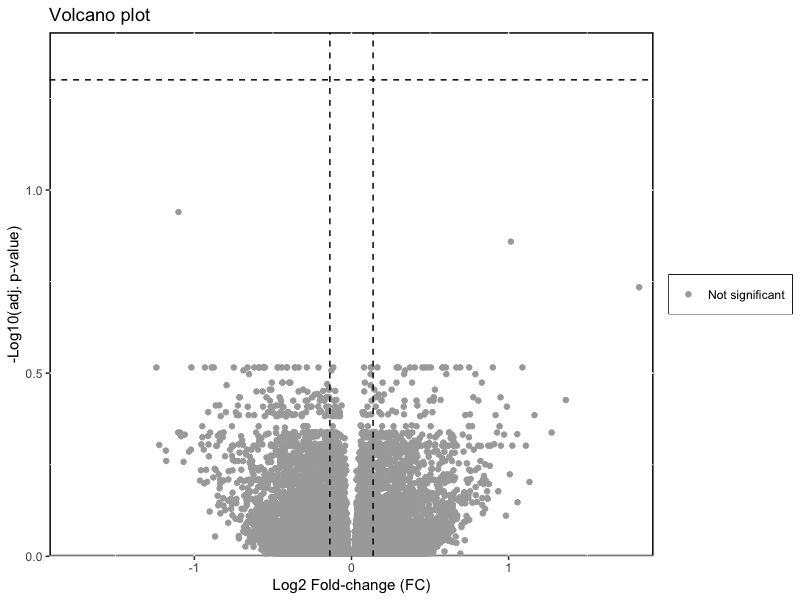 Volcano plot
-Log10(adj. p-value)
1.0
0.5
0.0
-1
0
1
Log2 Fold-change (FC)
Not significant